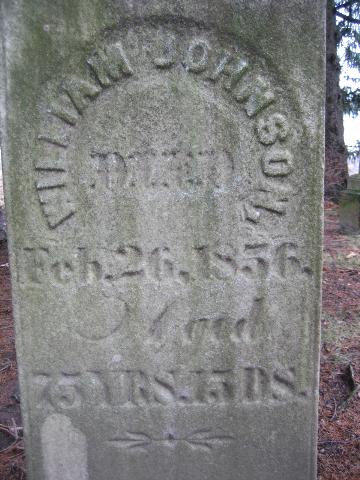 WILLIAM JOHNSON,
DIED
Feb. 26, 1856.
Aged
75 YRS. 15 DS.